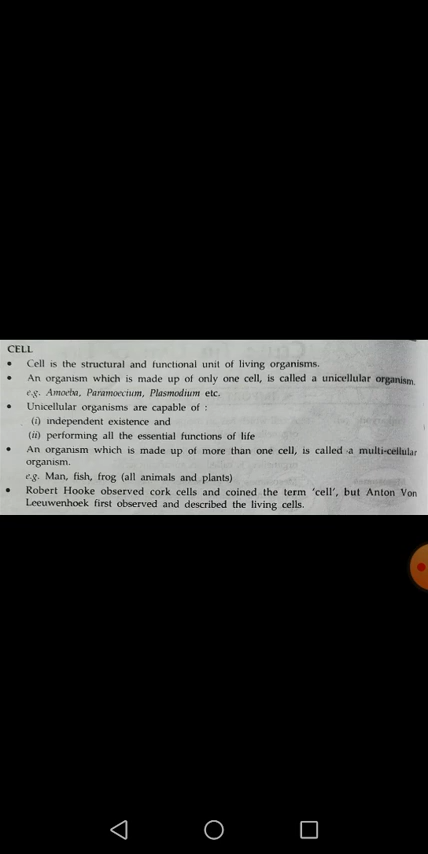 CELL
• Cell is the structural and functional unit of living organisms.
• An organism which is made up of only one cell, is called a unicellular organism.
e.g. Amoeba, Paramoecium, Plasmodium etc.
• Unicellular organisms are capable of :
(i) independent existence and
(ii) performing all the essential functions of life
• An organism which is made up of more than one cell, is called a multi-cellular
organism.
e.g. Man, fish, frog (all animals and plants)
• Robert Hooke observed cork cells and coined the term 'cell', but Anton Von
Leeuwenhoek first observed and described the living cells.